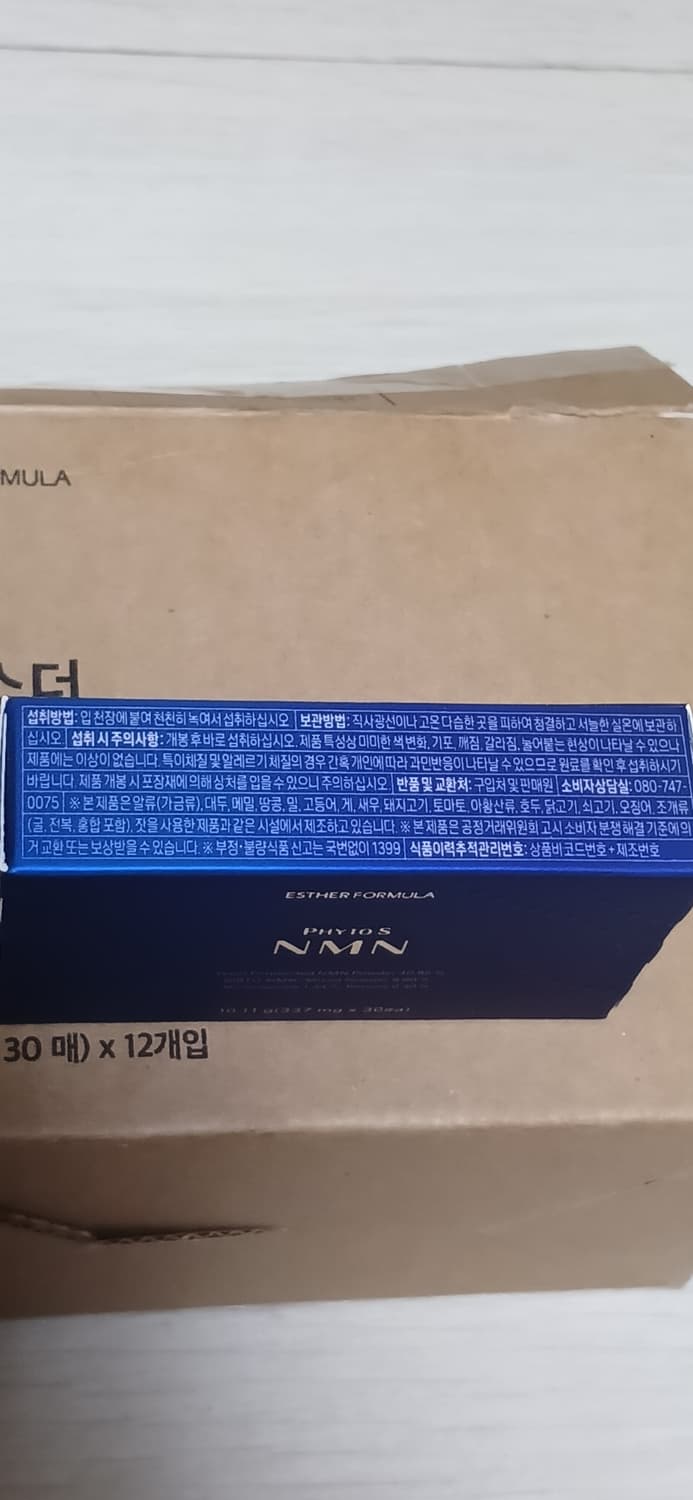 MULA
스더
섭취방법: 입 천장에 붙여 천천히 녹여서 섭취하십시오 보관방법: 직사광선이나 고온 다습한 곳을 피하여 청결하고 서늘한 실온에 보관하
십시오 섭취 시 주의사항: 개봉 후 바로 섭취하십시오. 제품 특성상 미미한 색 변화, 기포, 깨짐, 갈라짐, 눌어붙는 현상이 나타날 수 있으나
제품에는 이상이 없습니다. 특이체질 및 알레르기 체질의 경우 간혹 개인에 따라 과민반응이 나타날 수 있으므로 원료를 확인 후 섭취하시기
바랍니다. 제품 개봉 시 포장재에 의해 상처를 입을 수 있으니 주의하십시오 반품 및 교환처: 구입처 및 판매원 소비자상담실: 080-747-
0075 ※ 본 제품은 알류(가금류), 대두, 메밀, 땅콩, 밀, 고등어, 게, 새우, 돼지고기, 토마토, 아황산류, 호두, 닭고기, 쇠고기, 오징어, 조개류
(굴, 전복, 홍합 포함), 잣을 사용한 제품과 같은 시설에서 제조하고 있습니다. ※ 본 제품은 공정거래위원회 고시 소비자 분쟁 해결 기준에 의
거 교환 또는 보상받을 수 있습니다. ※ 부정·불량식품 신고는 국번없이 1399 식품이력추적관리번호: 상품바코드번호 + 제조번호
ESTHER FORMULA
PHYTO S
NMN
10.11 g(337 mg × 30ea)
30 매) x 12개입